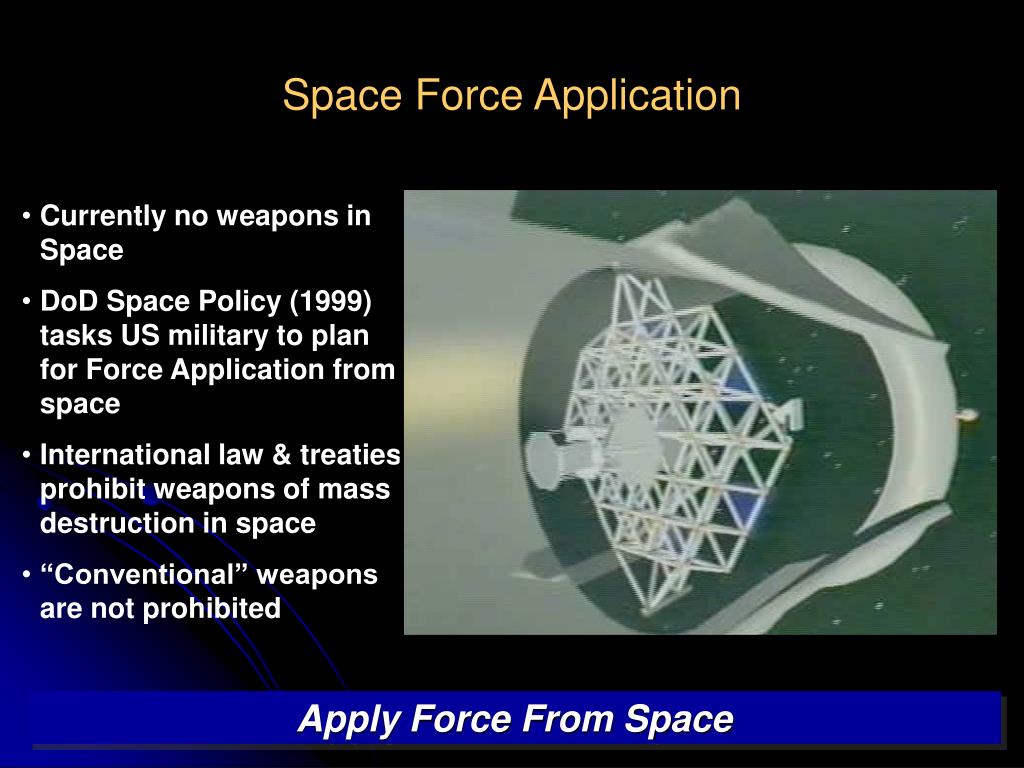 Space Force Application
• Currently no weapons in
Space
• DoD Space Policy (1999)
tasks US military to plan
for Force Application from
space
• International law & treaties
prohibit weapons of mass
destruction in space
• “Conventional” weapons
are not prohibited
Apply Force From Space